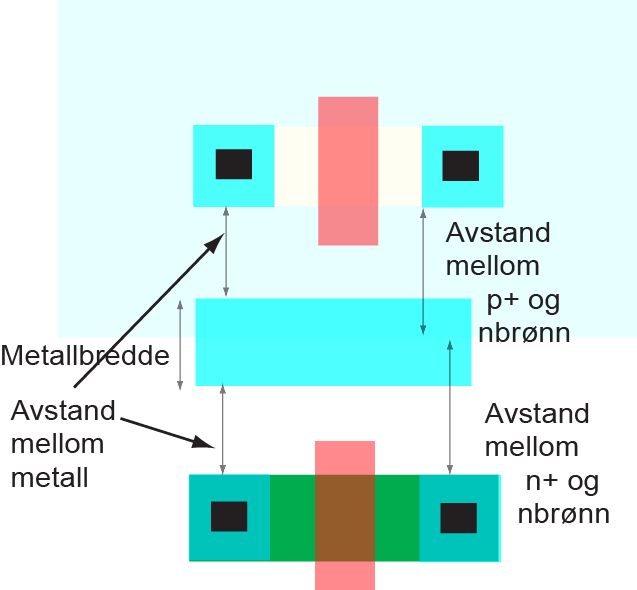 Avstand
mellom
p+ og
nbrønn
Metallbredde
Avstand
mellom
metall
Avstand
mellom
n+ og
nbrønn